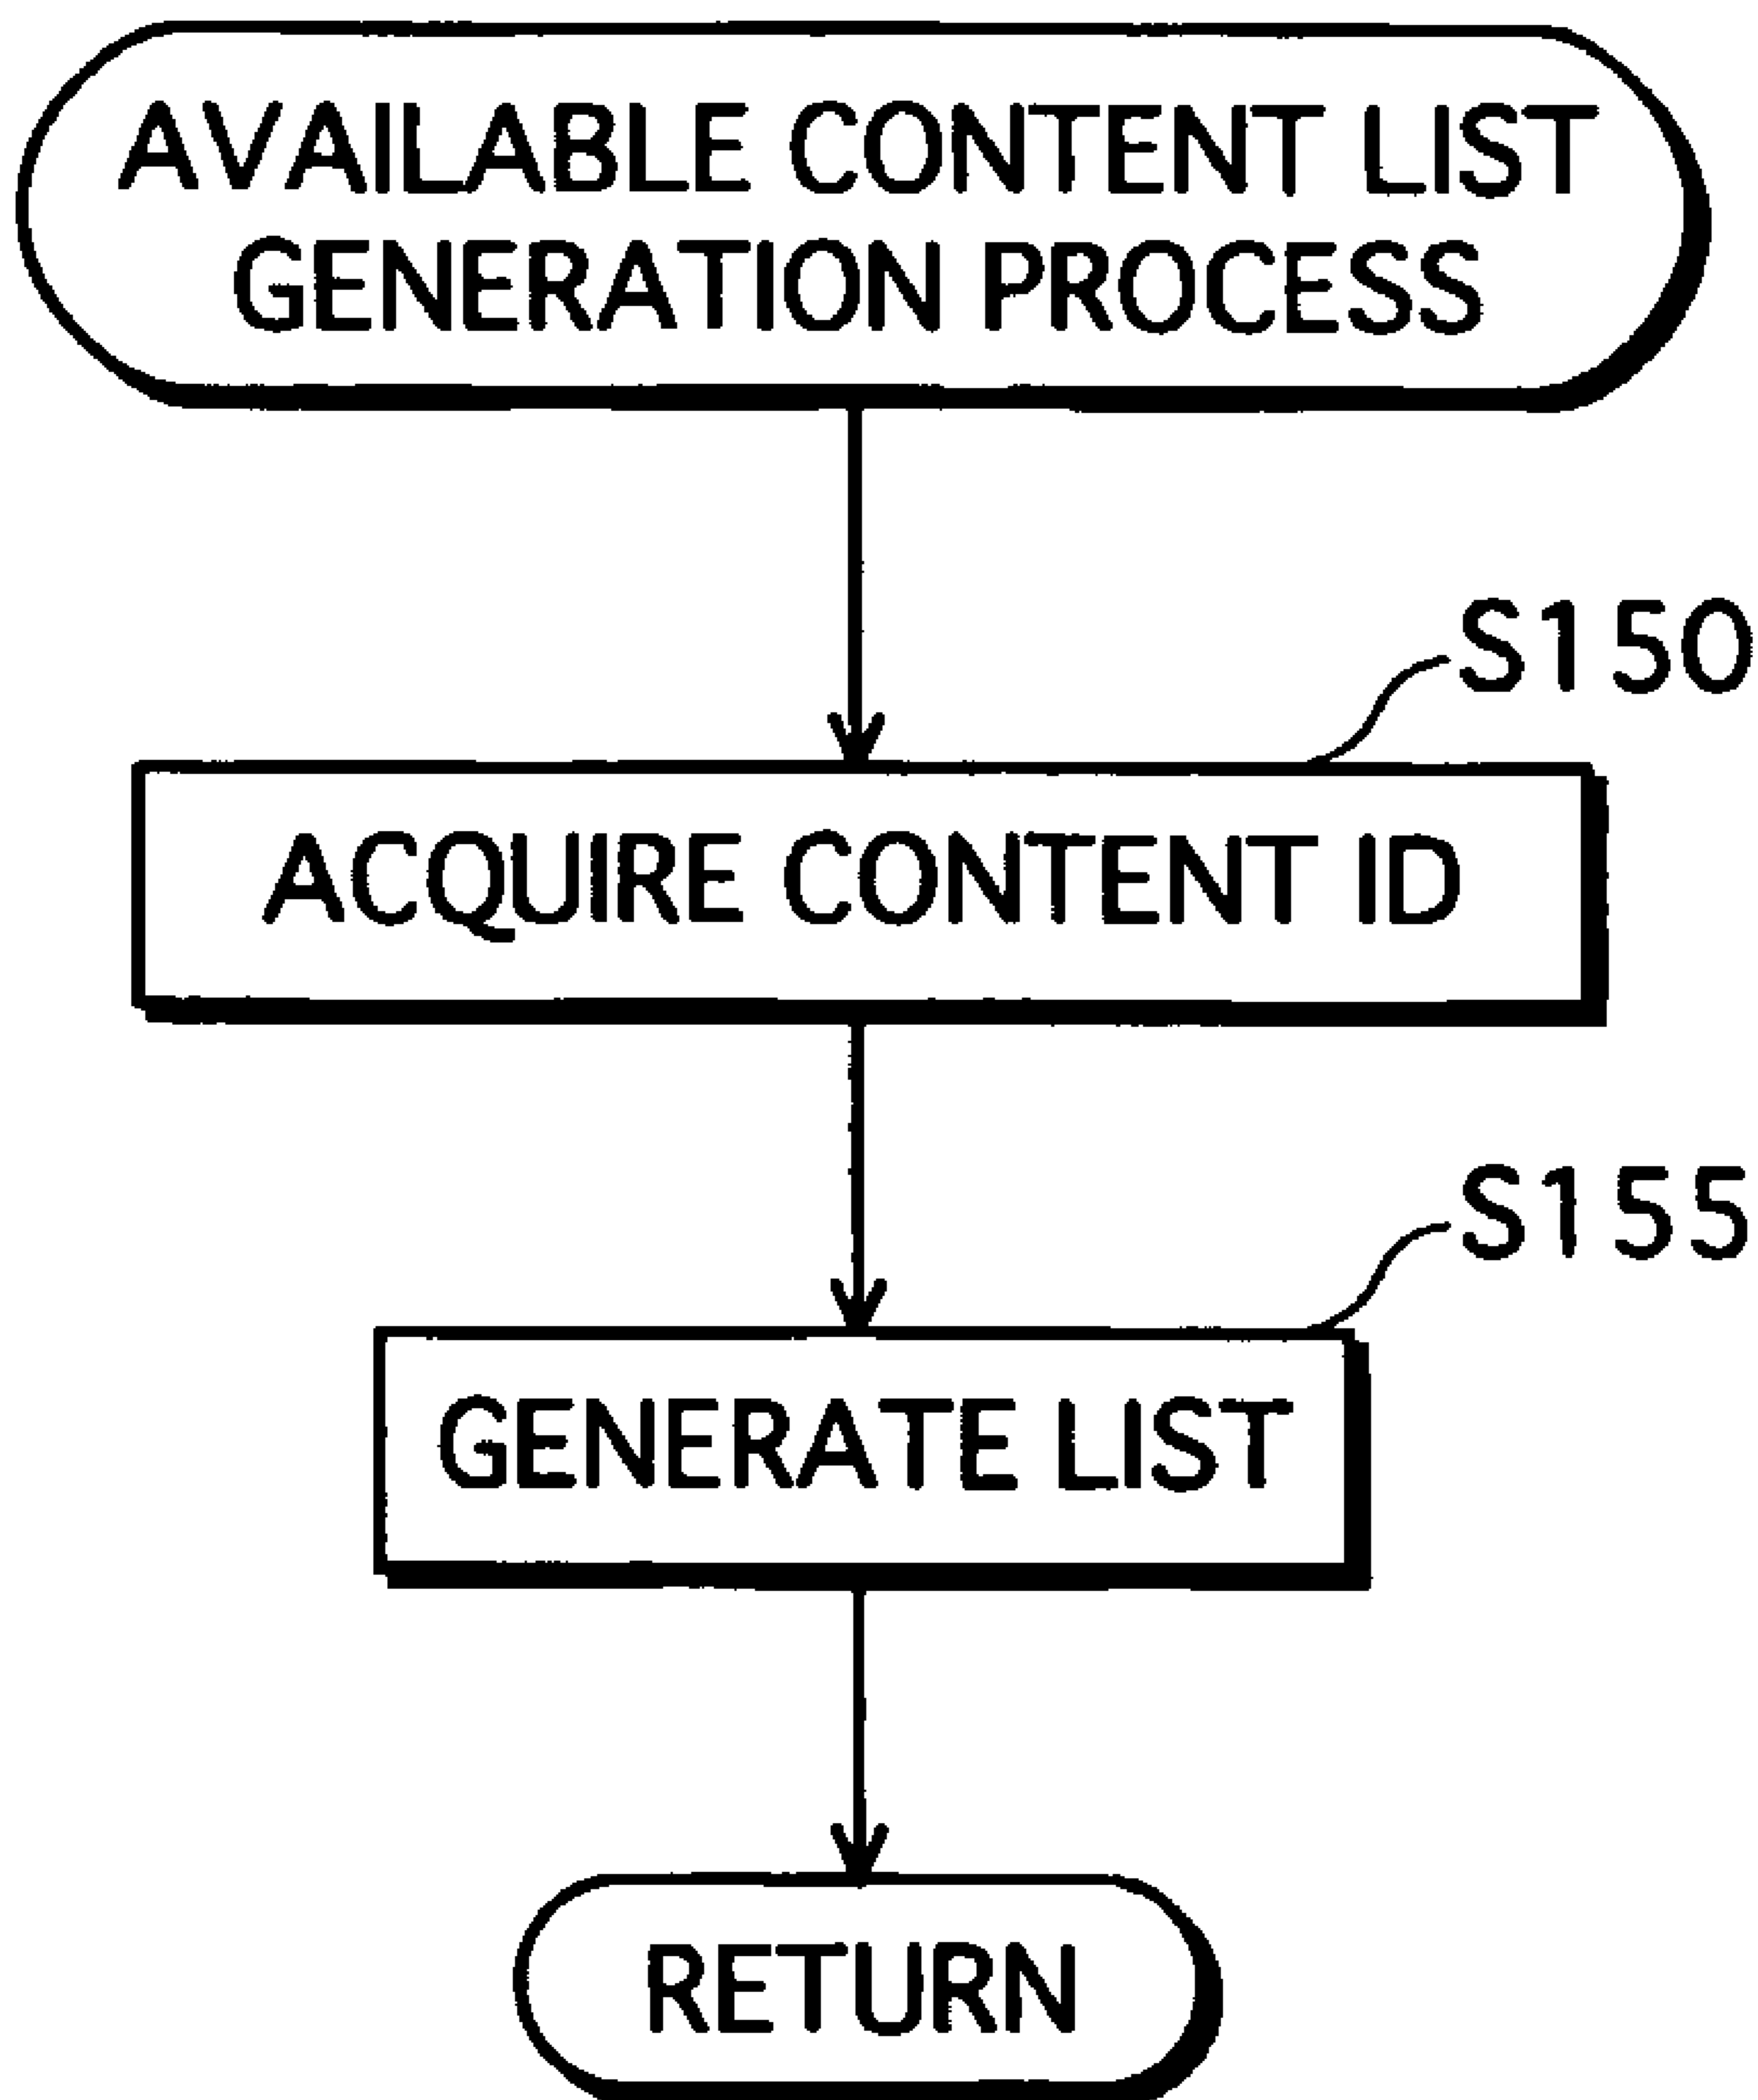 AVAILABLE CONTENT LIST
GENERATION PROCESS
S150
ACQUIRE CONTENT ID
S155
GENERATE LIST
RETURN